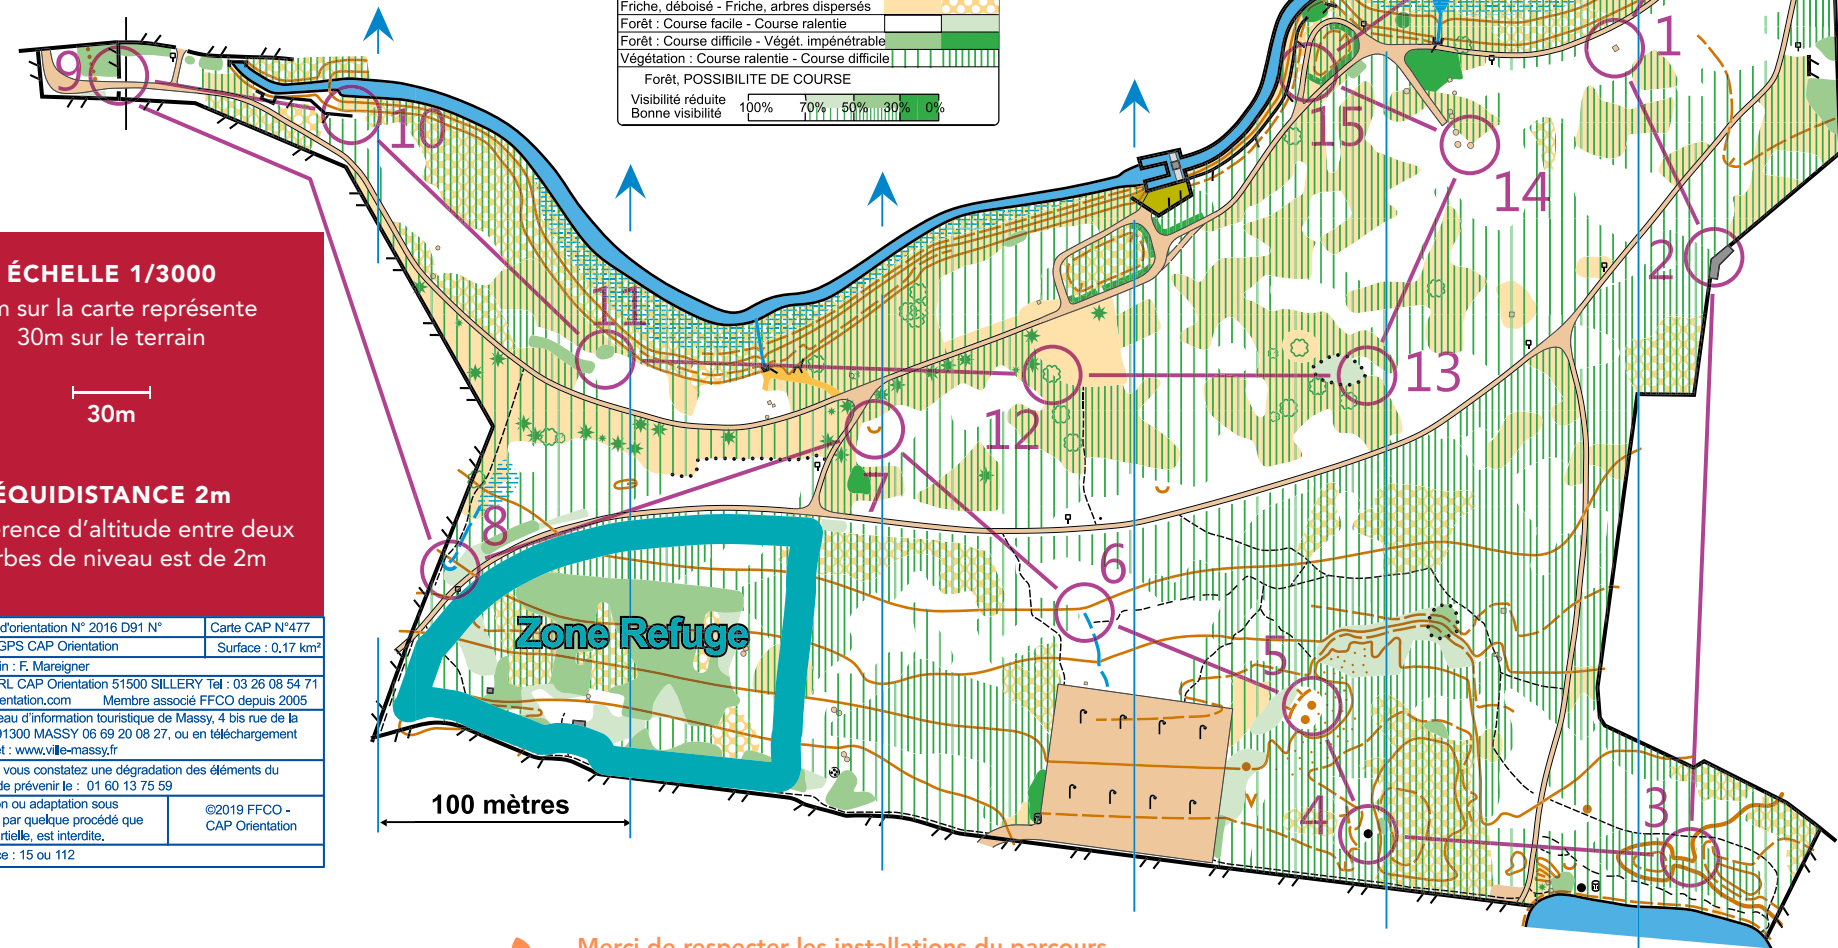 Friche, déboisé - Friche, arbres dispersés
Forêt : Course facile - Course ralentie
Forêt : Course difficile - Végét. impénétrable
Végétation : Course ralentie - Course difficile
Forêt, POSSIBILITE DE COURSE
Visibilité réduite
Bonne visibilité
100% 70% 50% 30% 0%
9
10
11
15
1
14
2
13
12
7
8
6
5
4
3
ÉCHELLE 1/3000
m sur la carte représente
30m sur le terrain
30m
ÉQUIDISTANCE 2m
érence d'altitude entre deux
rbes de niveau est de 2m
Zone Refuge
100 mètres
d'orientation N° 2016 D91 N°
Carte CAP N°477
GPS CAP Orientation
Surface : 0,17 km²
in : F. Mareigner
RL CAP Orientation 51500 SILLERY Tel : 03 26 08 54 71
entation.com Membre associé FFCO depuis 2005
eau d'information touristique de Massy, 4 bis rue de la
91300 MASSY 06 69 20 08 27, ou en téléchargement
et : www.ville-massy.fr
vous constatez une dégradation des éléments du
de prévenir le : 01 60 13 75 59
on ou adaptation sous
par quelque procédé que
artielle, est interdite.
©2019 FFCO -
CAP Orientation
ce : 15 ou 112
Merci de respecter les installations du parcours